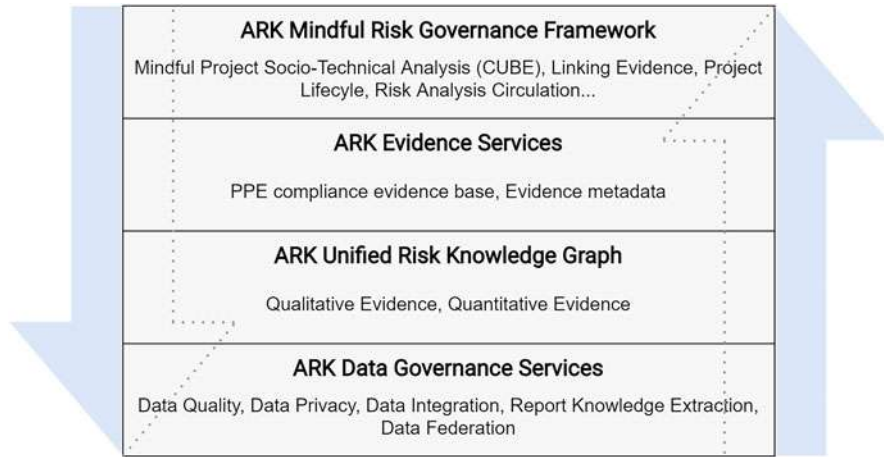 ARK Mindful Risk Governance Framework
Mindful Project Socio-Technical Analysis (CUBE), Linking Evidence, Project
Lifecyle, Risk Analysis Circulation...
ARK Evidence Services
PPE compliance evidence base, Evidence metadata
ARK Unified Risk Knowledge Graph
Qualitative Evidence, Quantitative Evidence
ARK Data Governance Services
Data Quality, Data Privacy, Data Integration, Report Knowledge Extraction,
Data Federation